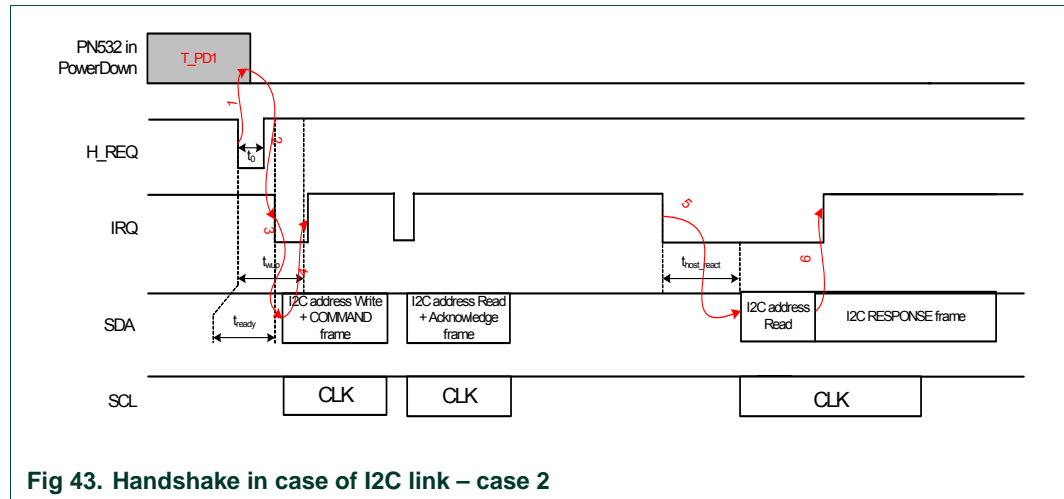 PN532 in
PowerDown
T_PD1
1
2
H_REQ
t0
5
IRQ
3
4
6
twup
thost_react
I2C address Write
+ COMMAND
frame
I2C address Read
+ Acknowledge
frame
I2C address
Read
I2C RESPONSE frame
SDA
tready
CLK
CLK
CLK
SCL
Fig 43. Handshake in case of I2C link – case 2